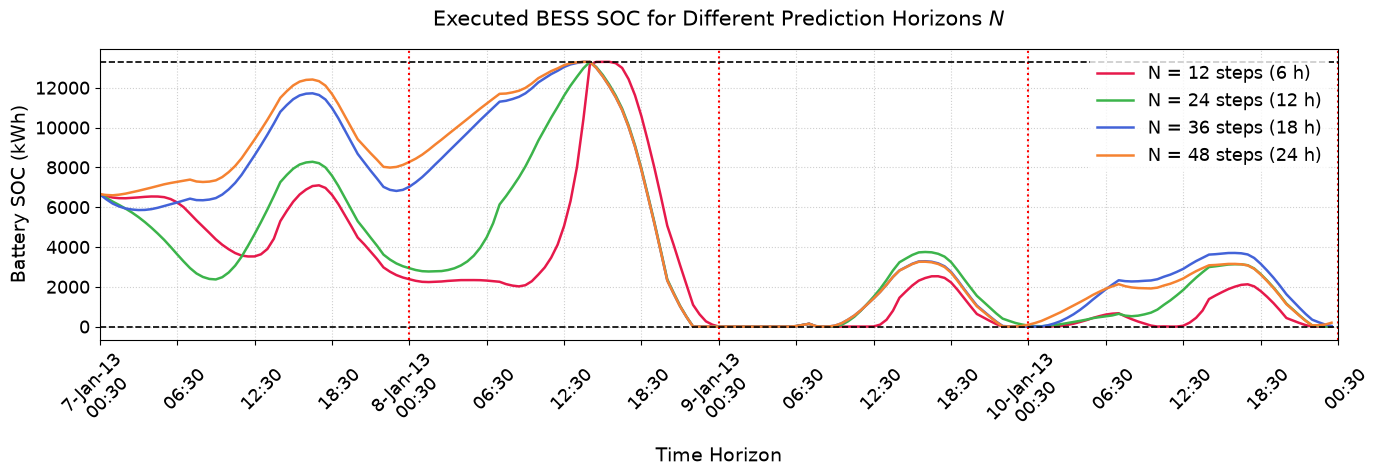 Executed BESS SOC for Different Prediction Horizons N
Battery SOC (kWh)
12000
10000
8000
6000
4000
2000
0
N = 12 steps (6 h)
N = 24 steps (12 h)
N = 36 steps (18 h)
N = 48 steps (24 h)
7-Jan-13
00:30
06:30
12:30
18:30
8-Jan-13
00:30
06:30
12:30
18:30
9-Jan-13
00:30
06:30
12:30
18:30
10-Jan-13
00:30
06:30
12:30
18:30
00:30
Time Horizon